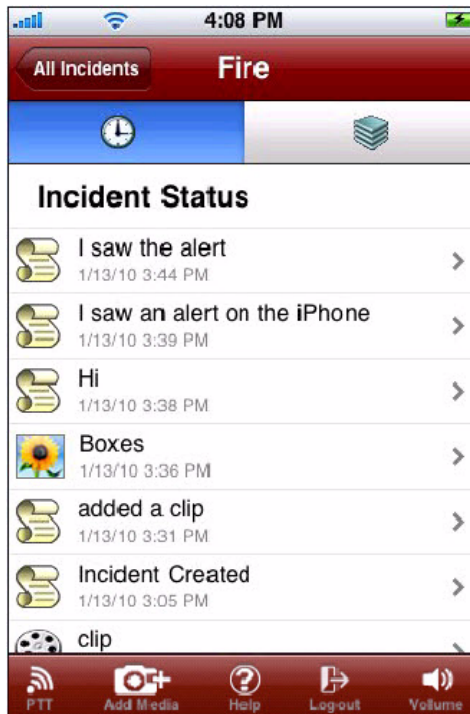 4:08 PM
All Incidents
Fire
Incident Status
I saw the alert
1/13/10 3:44 PM
I saw an alert on the iPhone
1/13/10 3:39 PM
Hi
1/13/10 3:38 PM
Boxes
1/13/10 3:36 PM
added a clip
1/13/10 3:31 PM
Incident Created
1/13/10 3:05 PM
clip
PTT
Add Media
Help
Log-out
Vollume